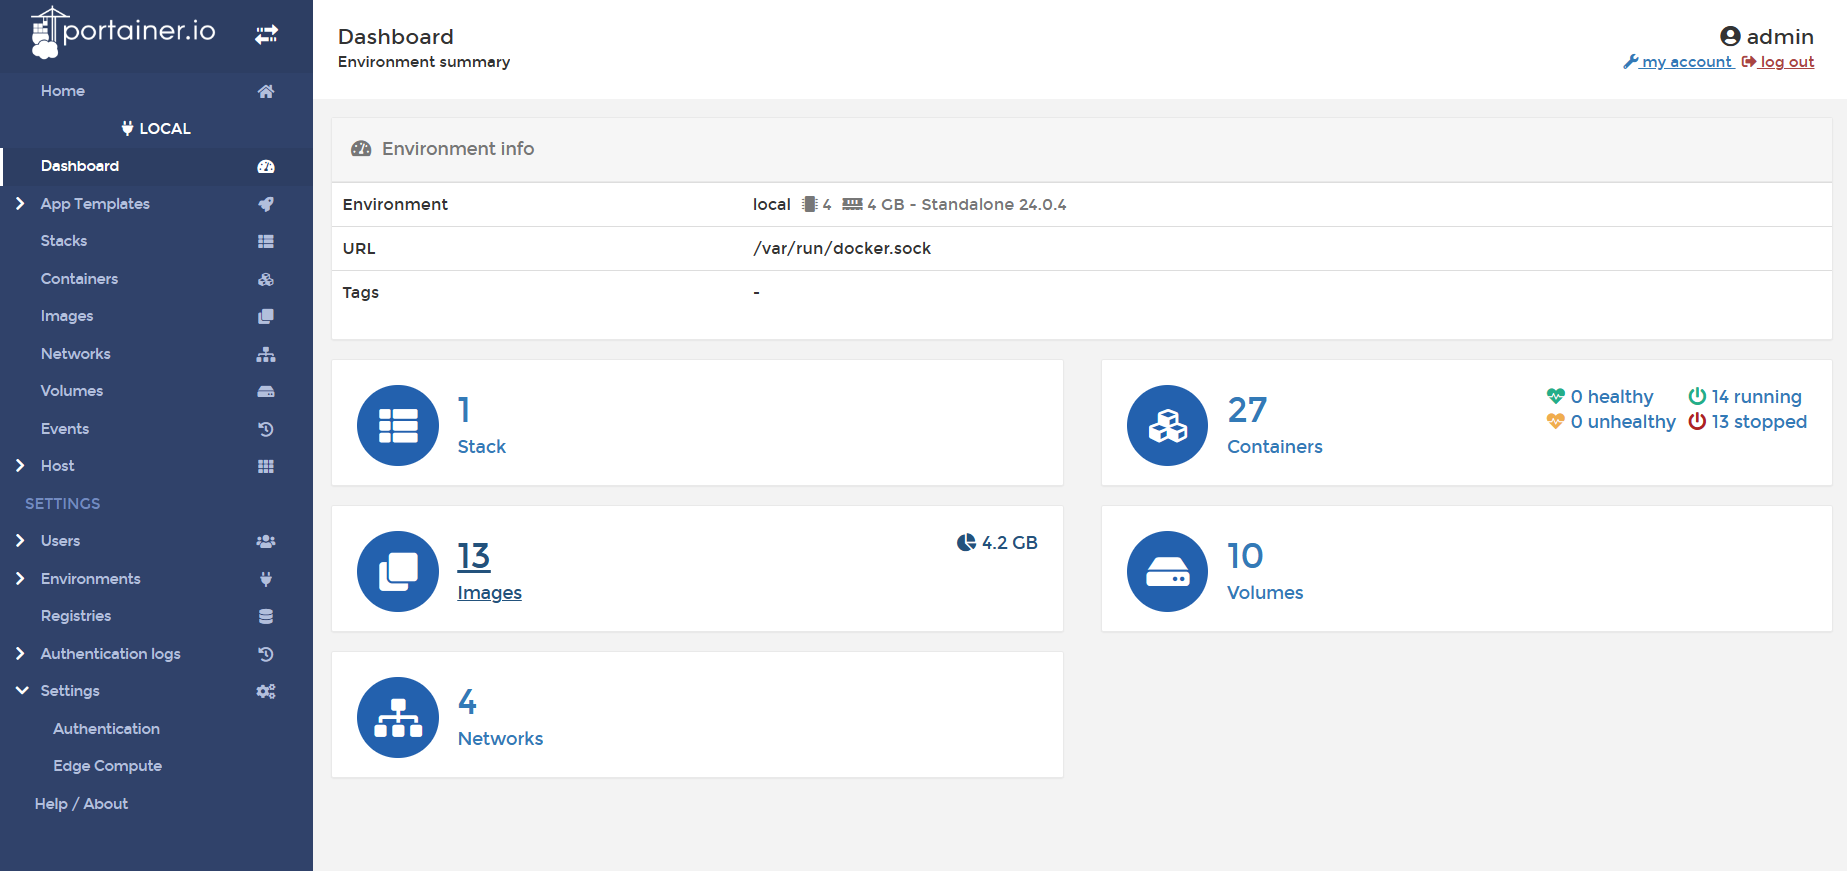 portainer.io
Home
LOCAL
Dashboard
App Templates
Stacks
Containers
Images
Networks
Volumes
Events
Host
SETTINGS
Users
Environments
Registries
Authentication logs
Settings
Authentication
Edge Compute
Help / About
Dashboard
Environment summary
admin
my account log out
Environment info
Environment local 4 4 GB - Standalone 24.0.4
URL /var/run/docker.sock
Tags -
1
Stack
27
Containers
0 healthy 14 running
0 unhealthy 13 stopped
13
Images
4.2 GB
10
Volumes
4
Networks